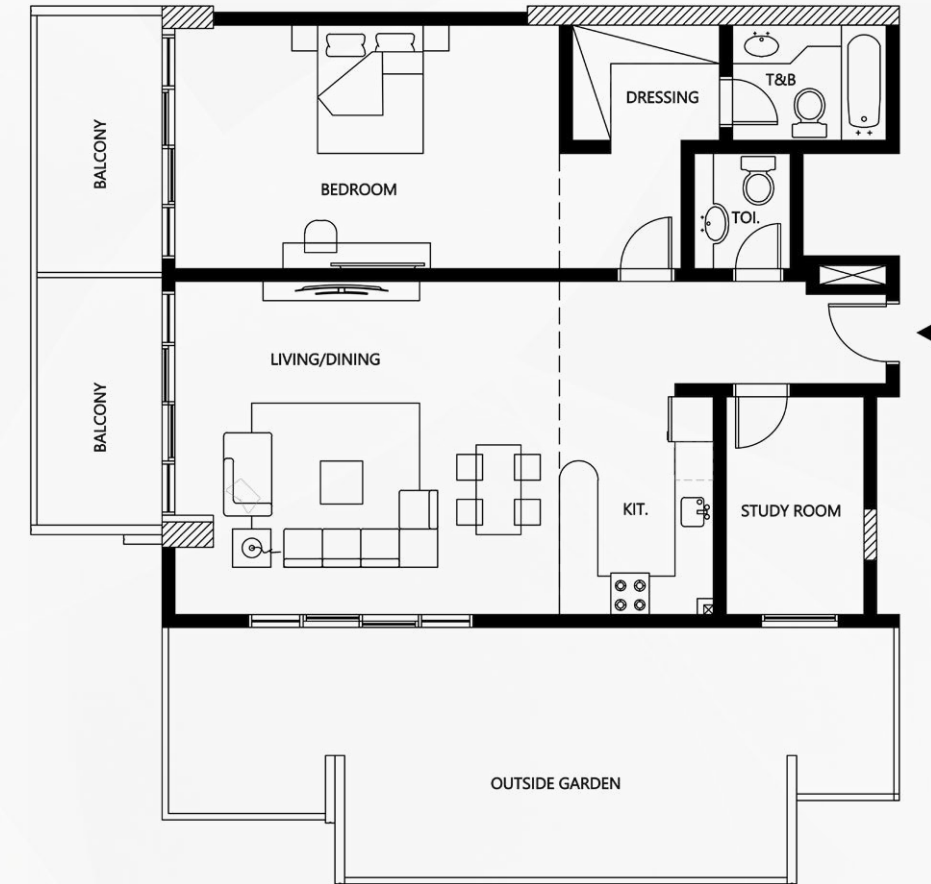 T&B
DRESSING
BALCONY
BEDROOM
TOI.
LIVING/DINING
BALCONY
KIT.
STUDY ROOM
OUTSIDE GARDEN